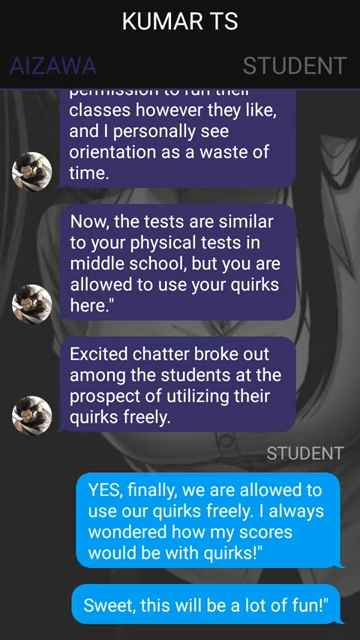 KUMAR TS
AIZAWA
STUDENT
permission to run their
classes however they like,
and I personally see
orientation as a waste of
time.
Now, the tests are similar
to your physical tests in
middle school, but you are
allowed to use your quirks
here."
Excited chatter broke out
among the students at the
prospect of utilizing their
quirks freely.
STUDENT
YES, finally, we are allowed to
use our quirks freely. I always
wondered how my scores
would be with quirks!"
Sweet, this will be a lot of fun!"